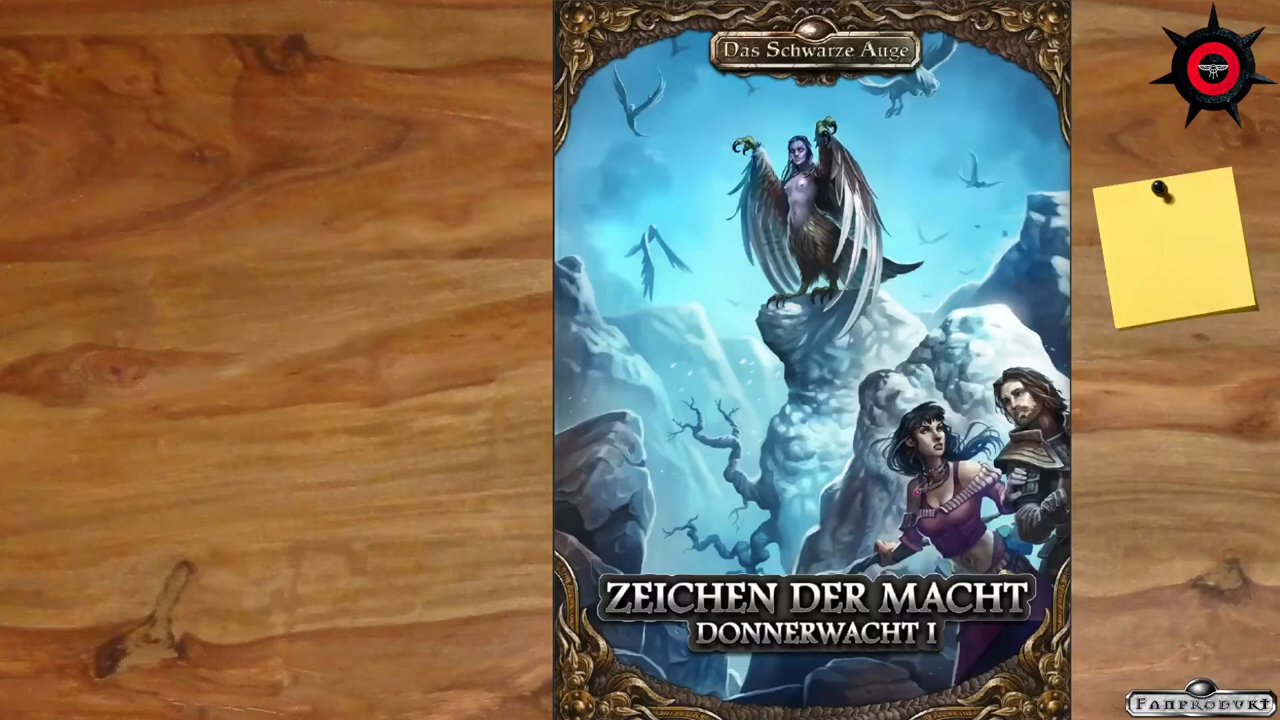 Das Schwarze Auge
ZEICHEN DER MACHT
DONNERWACHT I
FANPRODUKT